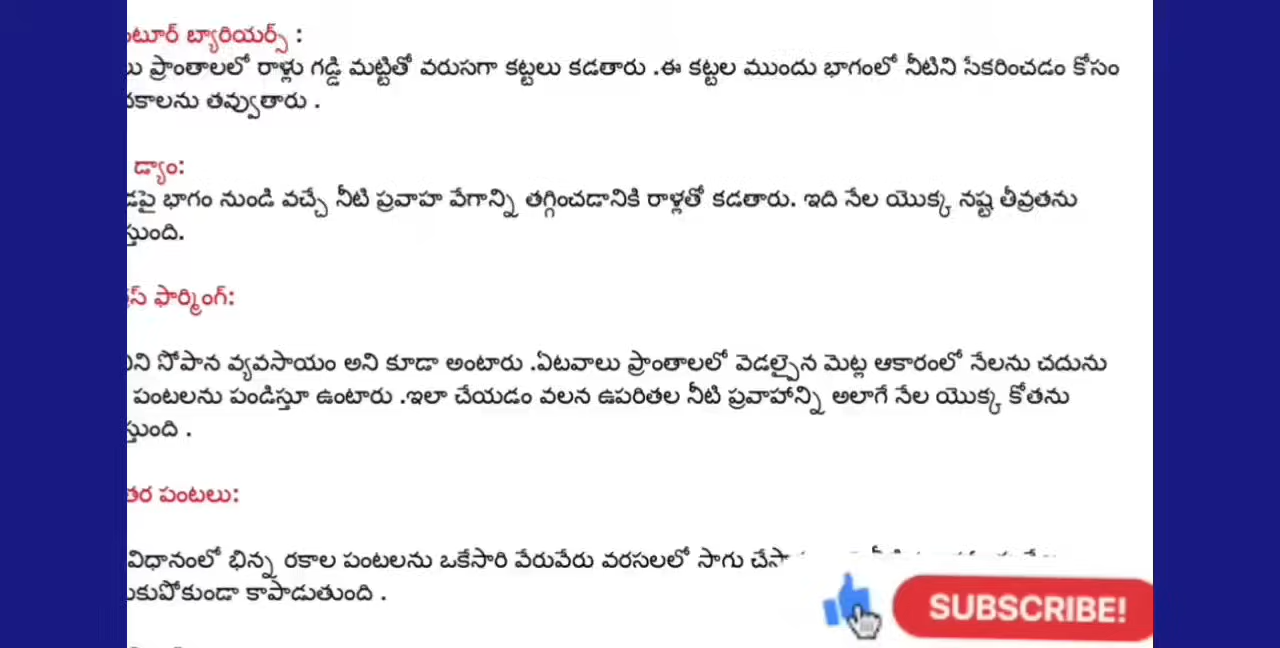 బ్యారియర్స్ :
ప్రాంతాలలో రాళ్లు గడ్డి మట్టితో వరుసగా కట్టలు కడతారు .ఈ కట్టల ముందు భాగంలో నీటిని సేకరించడం కోసం
తవ్వుతారు .
డ్యాం:
భాగం నుండి వచ్చే నీటి ప్రవాహ వేగాన్ని తగ్గించడానికి రాళ్లతో కడతారు. ఇది నేల యొక్క నష్ట తీవ్రతను
ఫార్మింగ్:
సోపాన వ్యవసాయం అని కూడా అంటారు .ఏటవాలు ప్రాంతాలలో వెడల్పైన మెట్ల ఆకారంలో నేలను చదును
పంటలను పండిస్తూ ఉంటారు .ఇలా చేయడం వలన ఉపరితల నీటి ప్రవాహాన్ని అలాగే నేల యొక్క కోతను
పంటలు:
విధానంలో భిన్న రకాల పంటలను ఒకేసారి వేరువేరు వరసలలో సాగు
కాపాడుతుంది .
SUBSCRIBE!